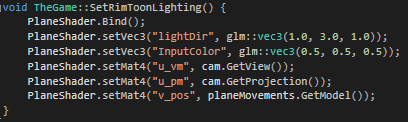 void TheGame::SetRimToonLighting() {
PlaneShader.Bind();
PlaneShader.setVec3("lightDir", glm::vec3(1.0, 3.0, 1.0));
PlaneShader.setVec3("InputColor", glm::vec3(0.5, 0.5, 0.5));
PlaneShader.setMat4("u_vm", cam.GetView());
PlaneShader.setMat4("u_pm", cam.GetProjection());
PlaneShader.setMat4("v_pos", planeMovements.GetModel());
}